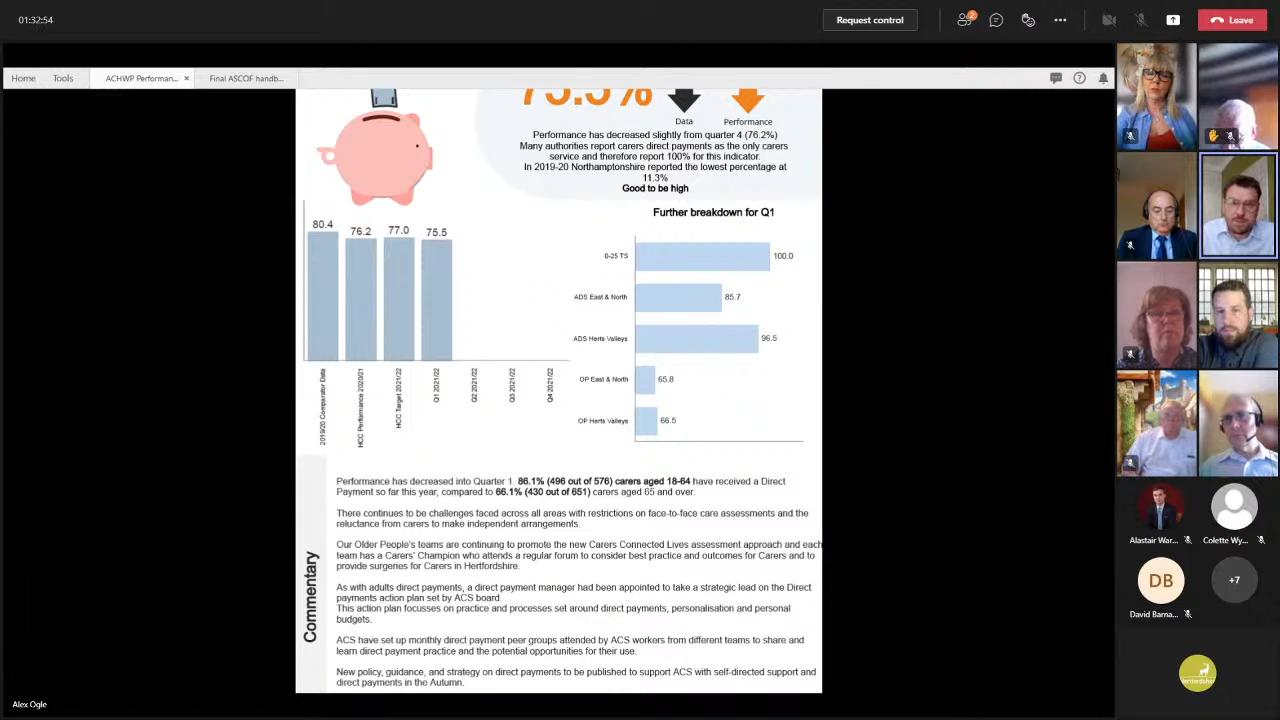 01:32:54
Request control
2
Leave
Home
Tools
ACHWP Performan...
Final ASCOF handb...
75.5%
Data
Performance
Performance has decreased slightly from quarter 4 (76.2%)
Many authorities report carers direct payments as the only carers
service and therefore report 100% for this indicator.
In 2019-20 Northamptonshire reported the lowest percentage at
11.3%
Good to be high
80.4
76.2
77.0
75.5
2019/20 Comparator Data
HCC Performance 2020/21
HCC Target 2021/22
Q1 2021/22
Q2 2021/22
Q3 2021/22
Q4 2021/22
Further breakdown for Q1
0-25 TS
100.0
ADS East & North
85.7
ADS Herts Valleys
96.5
OP East & North
65.8
OP Herts Valleys
66.5
Commentary
Performance has decreased into Quarter 1. 86.1% (496 out of 576) carers aged 18-64 have received a Direct
Payment so far this year, compared to 66.1% (430 out of 651) carers aged 65 and over.
There continues to be challenges faced across all areas with restrictions on face-to-face care assessments and the
reluctance from carers to make independent arrangements.
Our Older People's teams are continuing to promote the new Carers Connected Lives assessment approach and each
team has a Carers' Champion who attends a regular forum to consider best practice and outcomes for Carers and to
provide surgeries for Carers in Hertfordshire.
As with adults direct payments, a direct payment manager had been appointed to take a strategic lead on the Direct
payments action plan set by ACS board.
This action plan focusses on practice and processes set around direct payments, personalisation and personal
budgets.
ACS have set up monthly direct payment peer groups attended by ACS workers from different teams to share and
learn direct payment practice and the potential opportunities for their use.
New policy, guidance, and strategy on direct payments to be published to support ACS with self-directed support and
direct payments in the Autumn.
Alastair War...
Colette Wy...
DB
David Barna...
+7
Alex Ogle